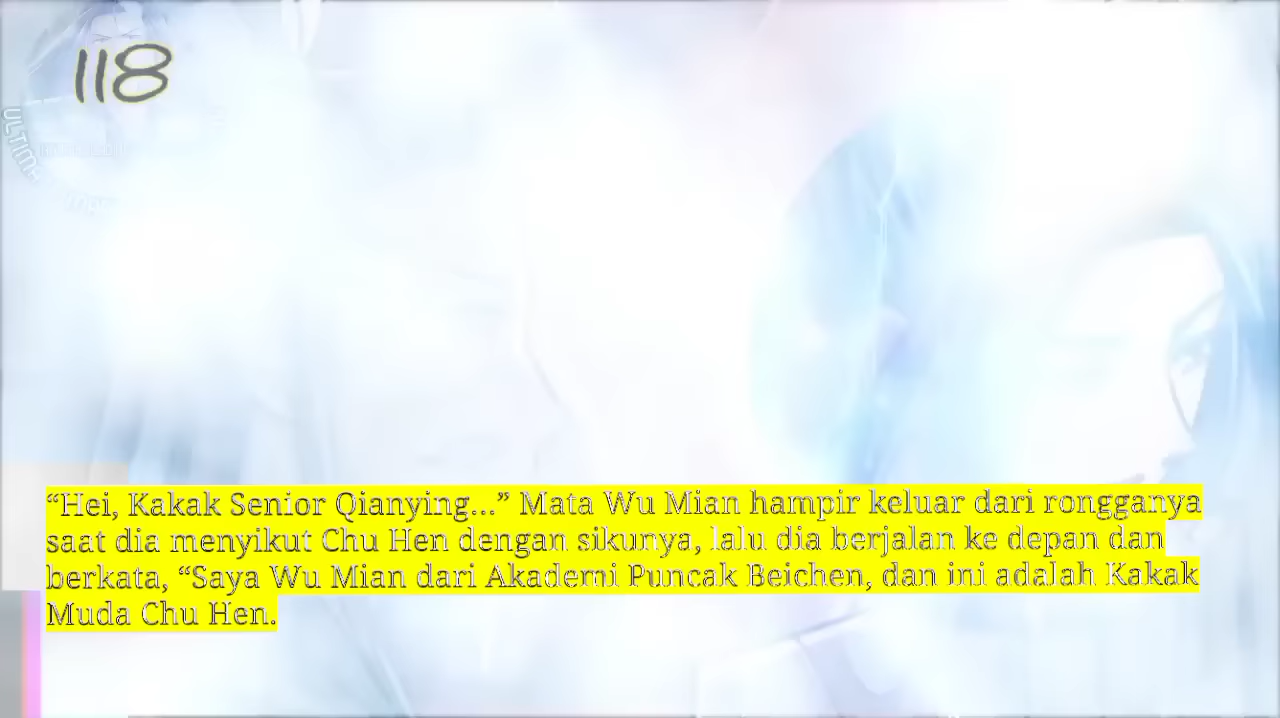 118
ULTIMA
“Hei, Kakak Senior Qianying...” Mata Wu Mian hampir keluar dari rongganya
saat dia menyikut Chu Hen dengan sikunya, lalu dia berjalan ke depan dan
berkata, “Saya Wu Mian dari Akademi Puncak Beichen, dan ini adalah Kakak
Muda Chu Hen.